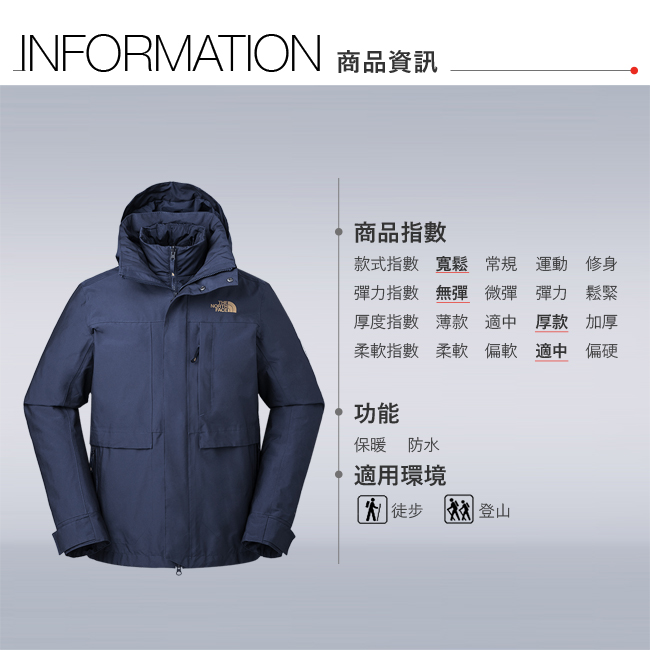 INFORMATION 商品資訊
THE
NORTH
FACE
商品指數
款式指數 寬鬆 常規 運動 修身
彈力指數 無彈 微彈 彈力 鬆緊
厚度指數 薄款 適中 厚款 加厚
柔軟指數 柔軟 偏軟 適中 偏硬
功能
保暖 防水
適用環境
徒步 登山